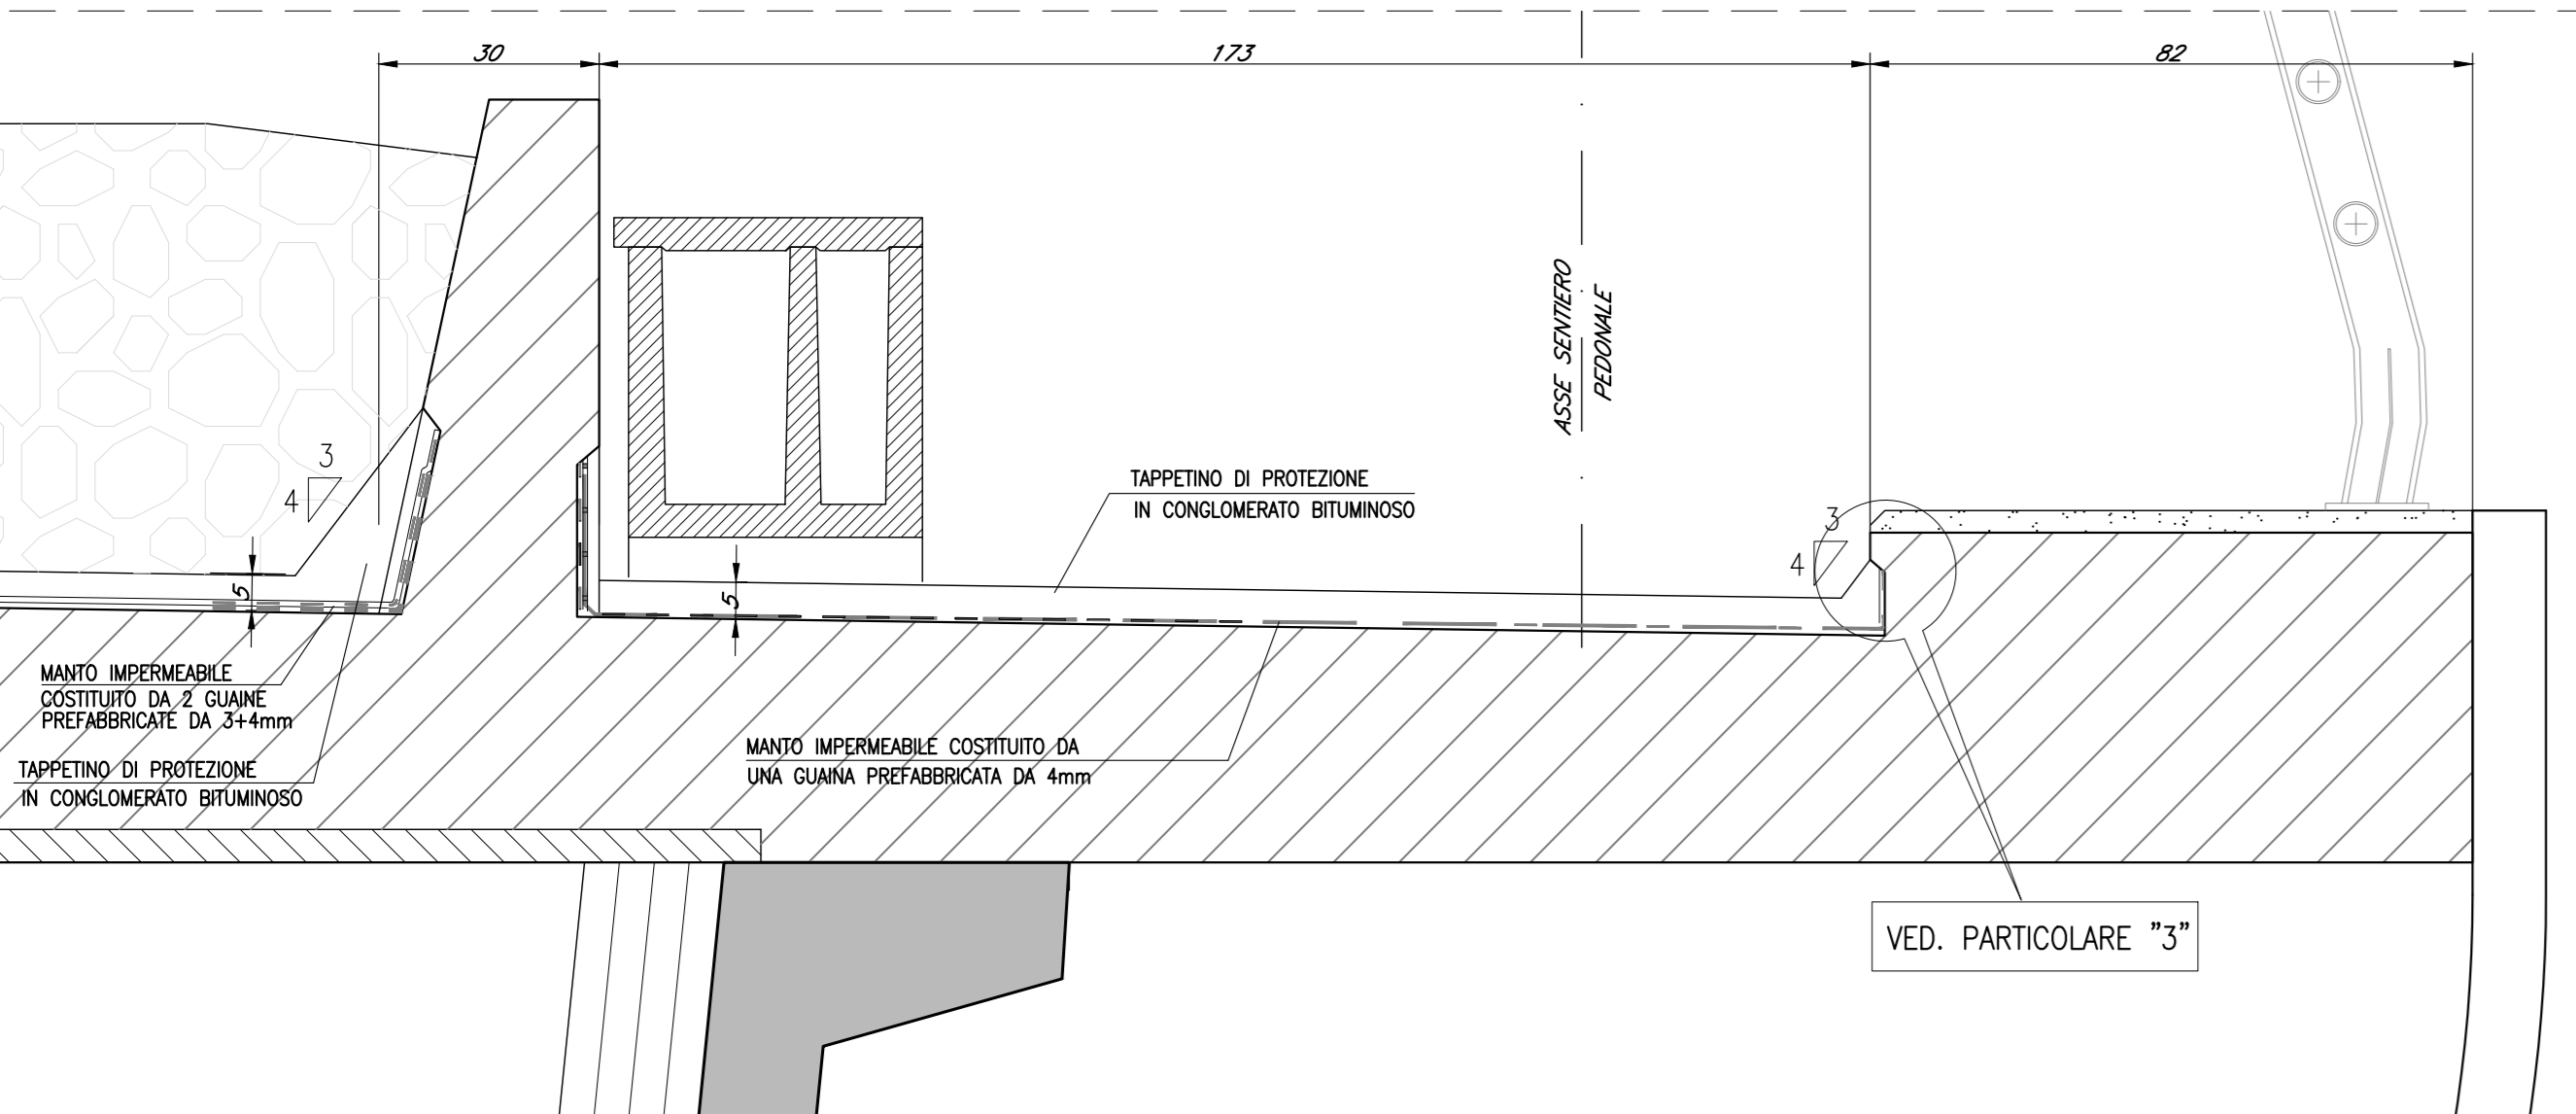 30
173
82
ASSE SENTIERO
PEDONALE
3
4
5
TAPPETINO DI PROTEZIONE
IN CONGLOMERATO BITUMINOSO
3
4
5
MANTO IMPERMEABILE
COSTITUITO DA 2 GUAINE
PREFABBRICATE DA 3+4mm
TAPPETINO DI PROTEZIONE
IN CONGLOMERATO BITUMINOSO
MANTO IMPERMEABILE COSTITUITO DA
UNA GUAINA PREFABBRICATA DA 4mm
VED. PARTICOLARE ”3”